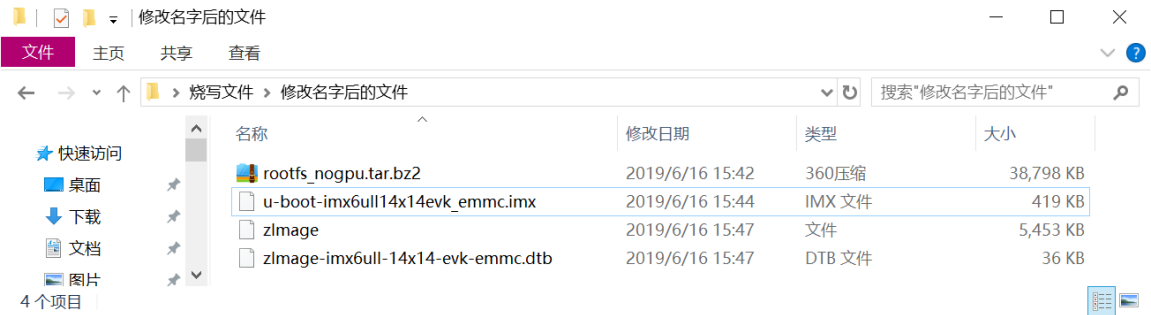 修改名字后的文件
文件 主页 共享 查看
烧写文件 > 修改名字后的文件 搜索"修改名字后的文件"
名称 修改日期 类型 大小
快速访问
桌面
下载
文档
图片
rootfs_nogpu.tar.bz2 2019/6/16 15:42 360压缩 38,798 KB
u-boot-imx6ull14x14evk_emmc.imx 2019/6/16 15:44 IMX 文件 419 KB
zImage 2019/6/16 15:47 文件 5,453 KB
zImage-imx6ull-14x14-evk-emmc.dtb 2019/6/16 15:47 DTB 文件 36 KB
4 个项目